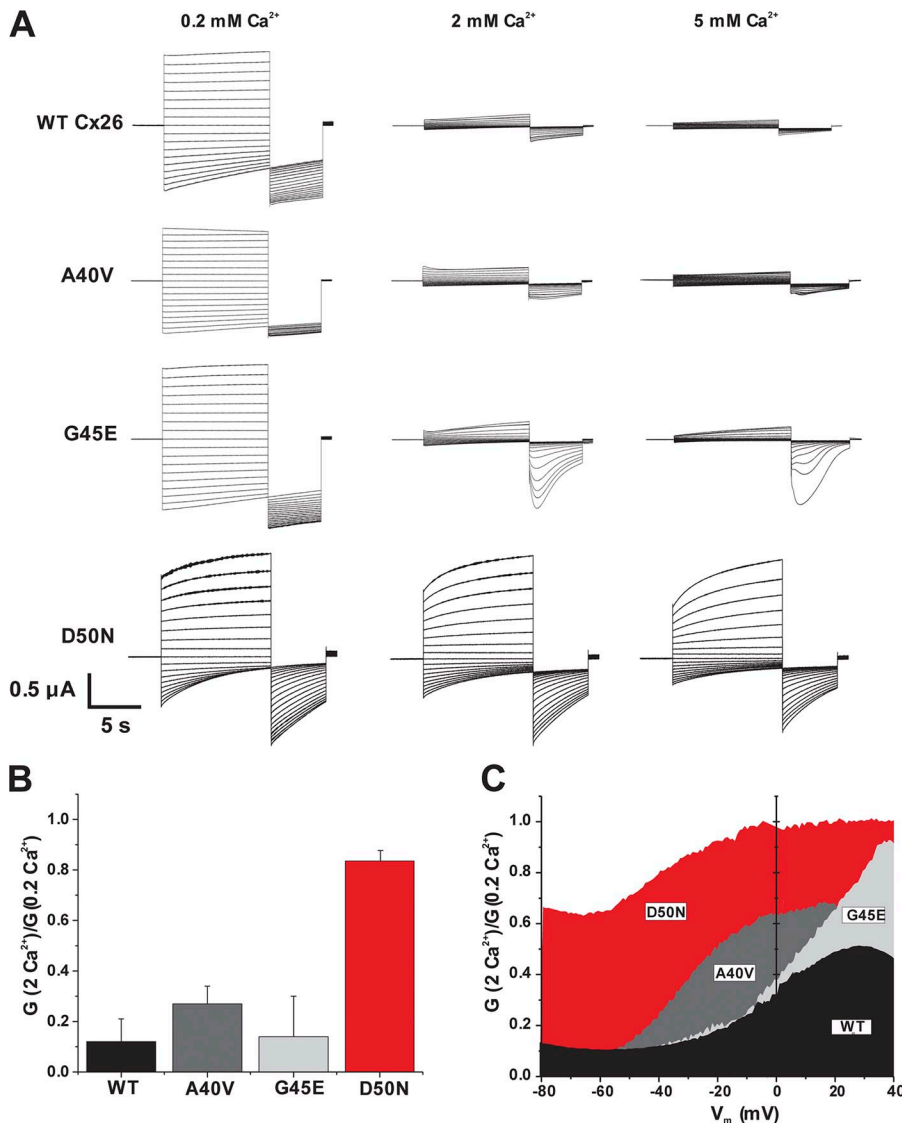 A
0.2 mM Ca²⁺
2 mM Ca²⁺
5 mM Ca²⁺
WT Cx26
A40V
G45E
D50N
0.5 µA
5 s
B
G (2 Ca²⁺)/G(0.2 Ca²⁺)
1.0
0.8
0.6
0.4
0.2
0.0
WT
A40V
G45E
D50N
C
G (2 Ca²⁺)/G (0.2 Ca²⁺)
1.0
0.8
0.6
0.4
0.2
0.0
D50N
G45E
A40V
WT
-80
-60
-40
-20
0
20
40
Vₘ (mV)